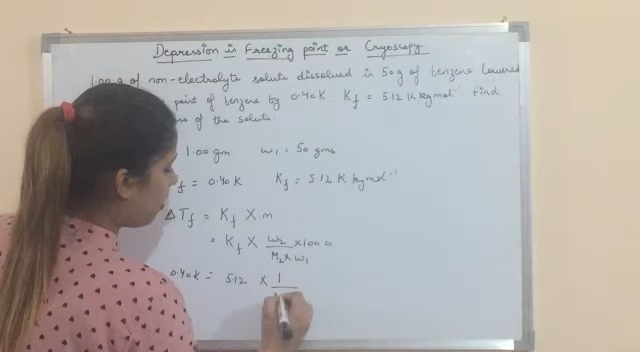 Depression in Freezing point or Cryoscopy
1.00 g of non-electrolyte solute dissolved in 50 g of benzene lowered
point of benzene by 0.40 K. Kf = 5.12 K kg mol⁻¹. Find
of the solute.
1.00 gm w₁ = 50 gms
f = 0.40 K Kf = 5.12 K kg mol⁻¹
ΔTf = Kf × m
= Kf × w₂ × 1000
M₂ × w₁
0.40 K = 5.12 × 1